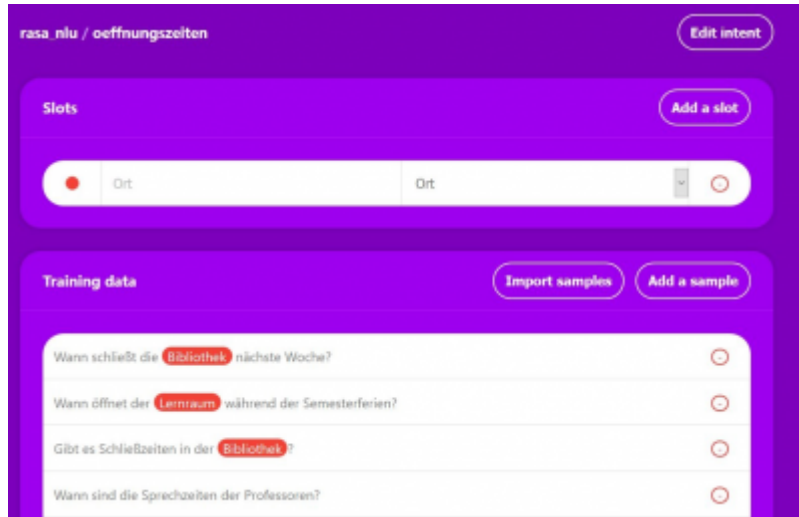 rasa_nlu / oeffnungszeiten
Edit intent
Slots
Add a slot
Ort
Ort
Training data
Import samples
Add a sample
Wann schließt die Bibliothek nächste Woche?
Wann öffnet der Lernraum während der Semesterferien?
Gibt es Schließzeiten in der Bibliothek?
Wann sind die Sprechzeiten der Professoren?